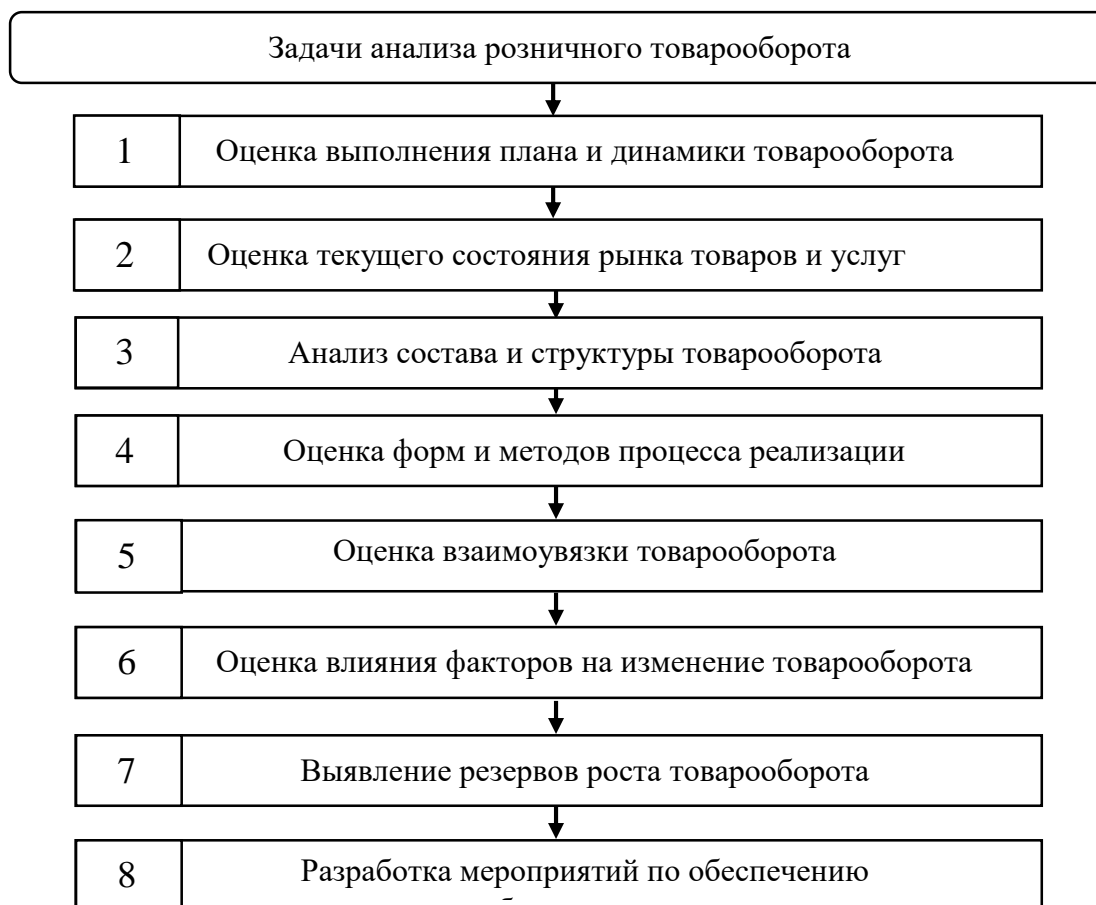 Задачи анализа розничного товарооборота
1 Оценка выполнения плана и динамики товарооборота
2 Оценка текущего состояния рынка товаров и услуг
3 Анализ состава и структуры товарооборота
4 Оценка форм и методов процесса реализации
5 Оценка взаимоувязки товарооборота
6 Оценка влияния факторов на изменение товарооборота
7 Выявление резервов роста товарооборота
8 Разработка мероприятий по обеспечению